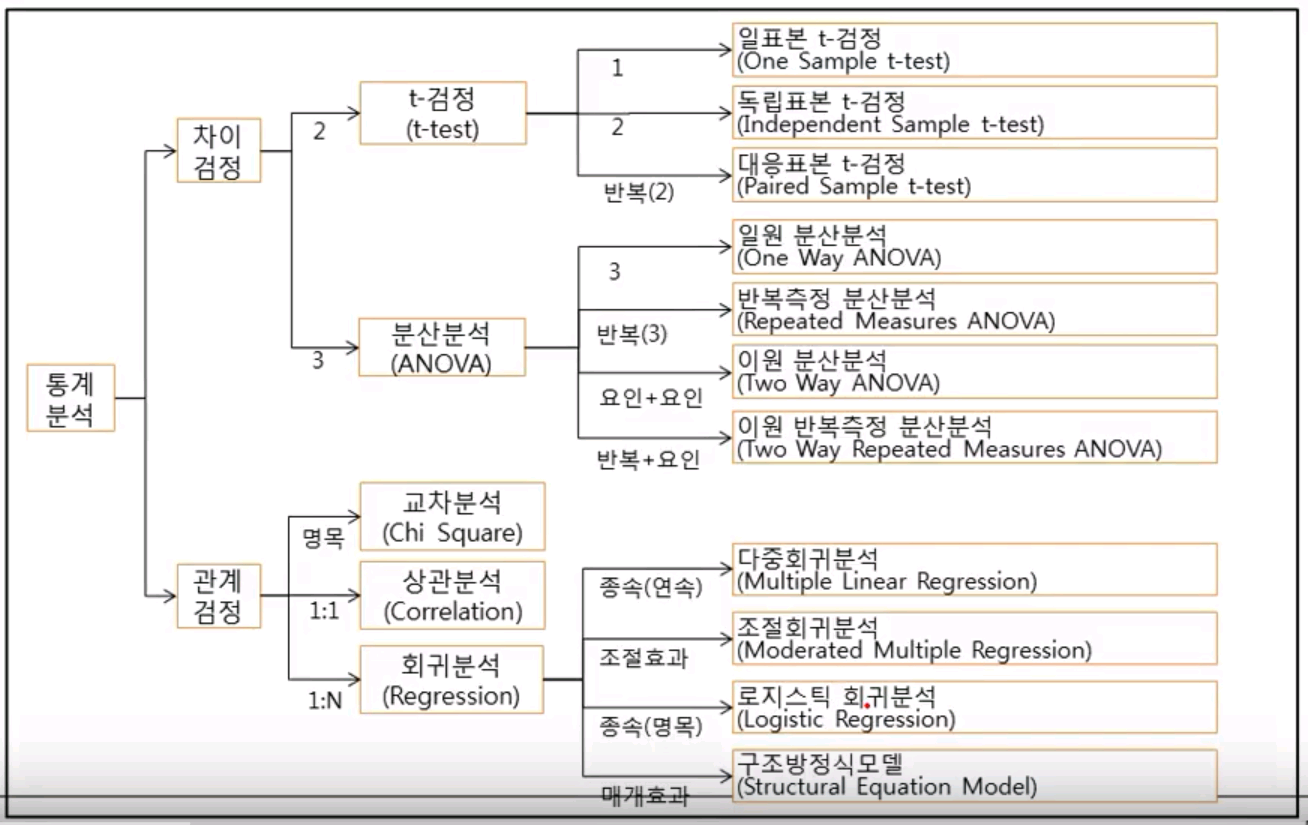 통계
분석
차이
검정
2
t-검정
(t-test)
1
일표본 t-검정
(One Sample t-test)
2
독립표본 t-검정
(Independent Sample t-test)
반복(2)
대응표본 t-검정
(Paired Sample t-test)
3
분산분석
(ANOVA)
3
일원 분산분석
(One Way ANOVA)
반복(3)
반복측정 분산분석
(Repeated Measures ANOVA)
요인+요인
이원 분산분석
(Two Way ANOVA)
반복+요인
이원 반복측정 분산분석
(Two Way Repeated Measures ANOVA)
관계
검정
명목
교차분석
(Chi Square)
1:1
상관분석
(Correlation)
1:N
회귀분석
(Regression)
종속(연속)
다중회귀분석
(Multiple Linear Regression)
조절효과
조절회귀분석
(Moderated Multiple Regression)
종속(명목)
로지스틱 회귀분석
(Logistic Regression)
매개효과
구조방정식모델
(Structural Equation Model)